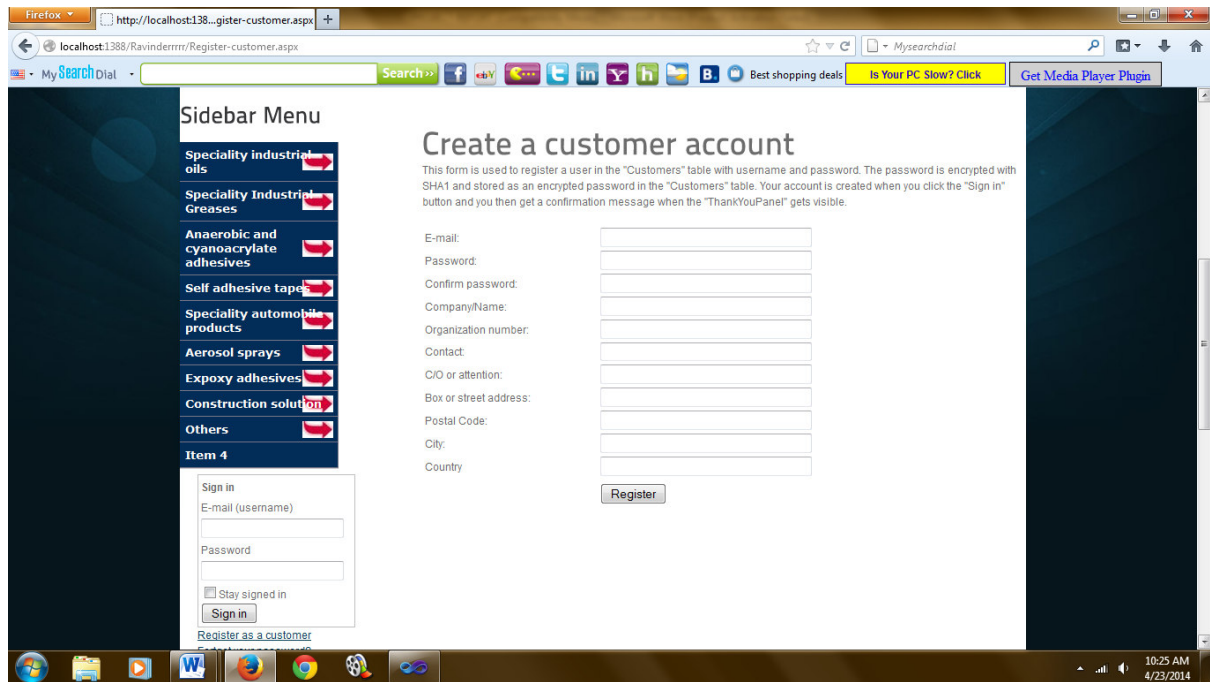 Firefox
http://localhost:138...gister-customer.aspx
localhost:1388/Ravinderrrrr/Register-customer.aspx
Mysearchdial
My Search Dial
Search
ebY
B.
Best shopping deals
Is Your PC Slow? Click
Get Media Player Plugin
Sidebar Menu
Speciality industrial
oils
Speciality Industrial
Greases
Anaerobic and
cyanoacrylate
adhesives
Self adhesive tapes
Speciality automobile
products
Aerosol sprays
Expoxy adhesives
Construction solution
Others
Item 4
Sign in
E-mail (username)
Password
Stay signed in
Sign in
Register as a customer
Create a customer account
This form is used to register a user in the "Customers" table with username and password. The password is encrypted with
SHA1 and stored as an encrypted password in the "Customers" table. Your account is created when you click the "Sign in"
button and you then get a confirmation message when the "ThankYouPanel" gets visible.
E-mail:
Password:
Confirm password:
Company/Name:
Organization number:
Contact:
C/O or attention:
Box or street address:
Postal Code:
City:
Country
Register
10:25 AM
4/23/2014